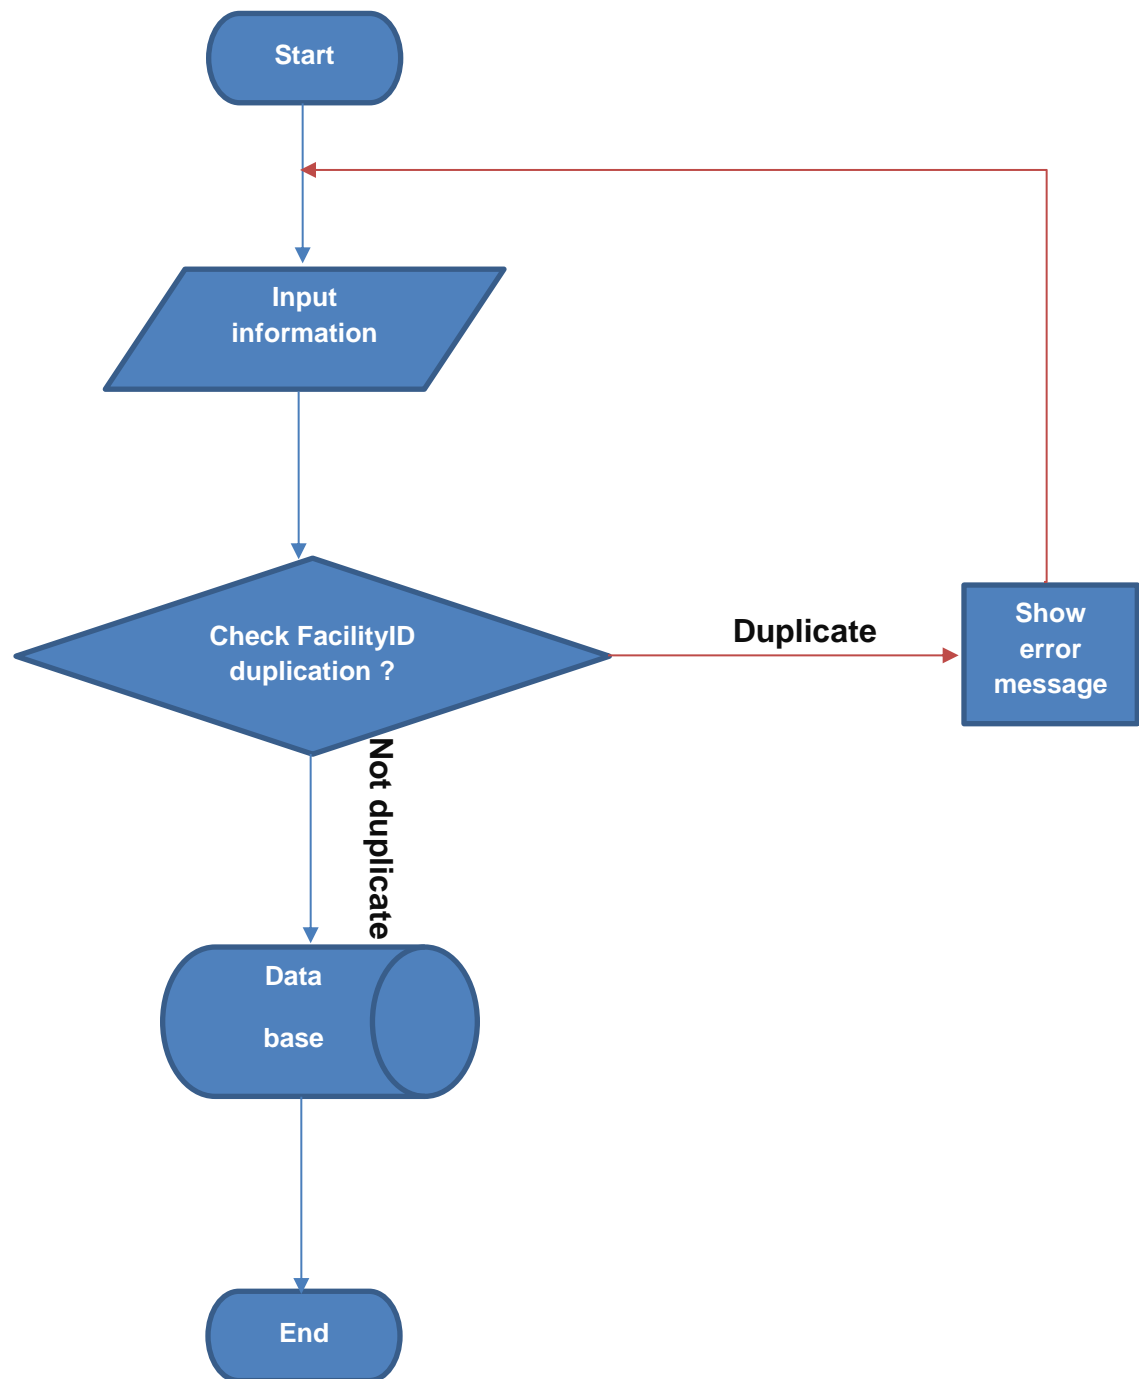 Start
Input
information
Check FacilityID
duplication ?
Duplicate
Show
error
message
Not duplicate
Data
base
End